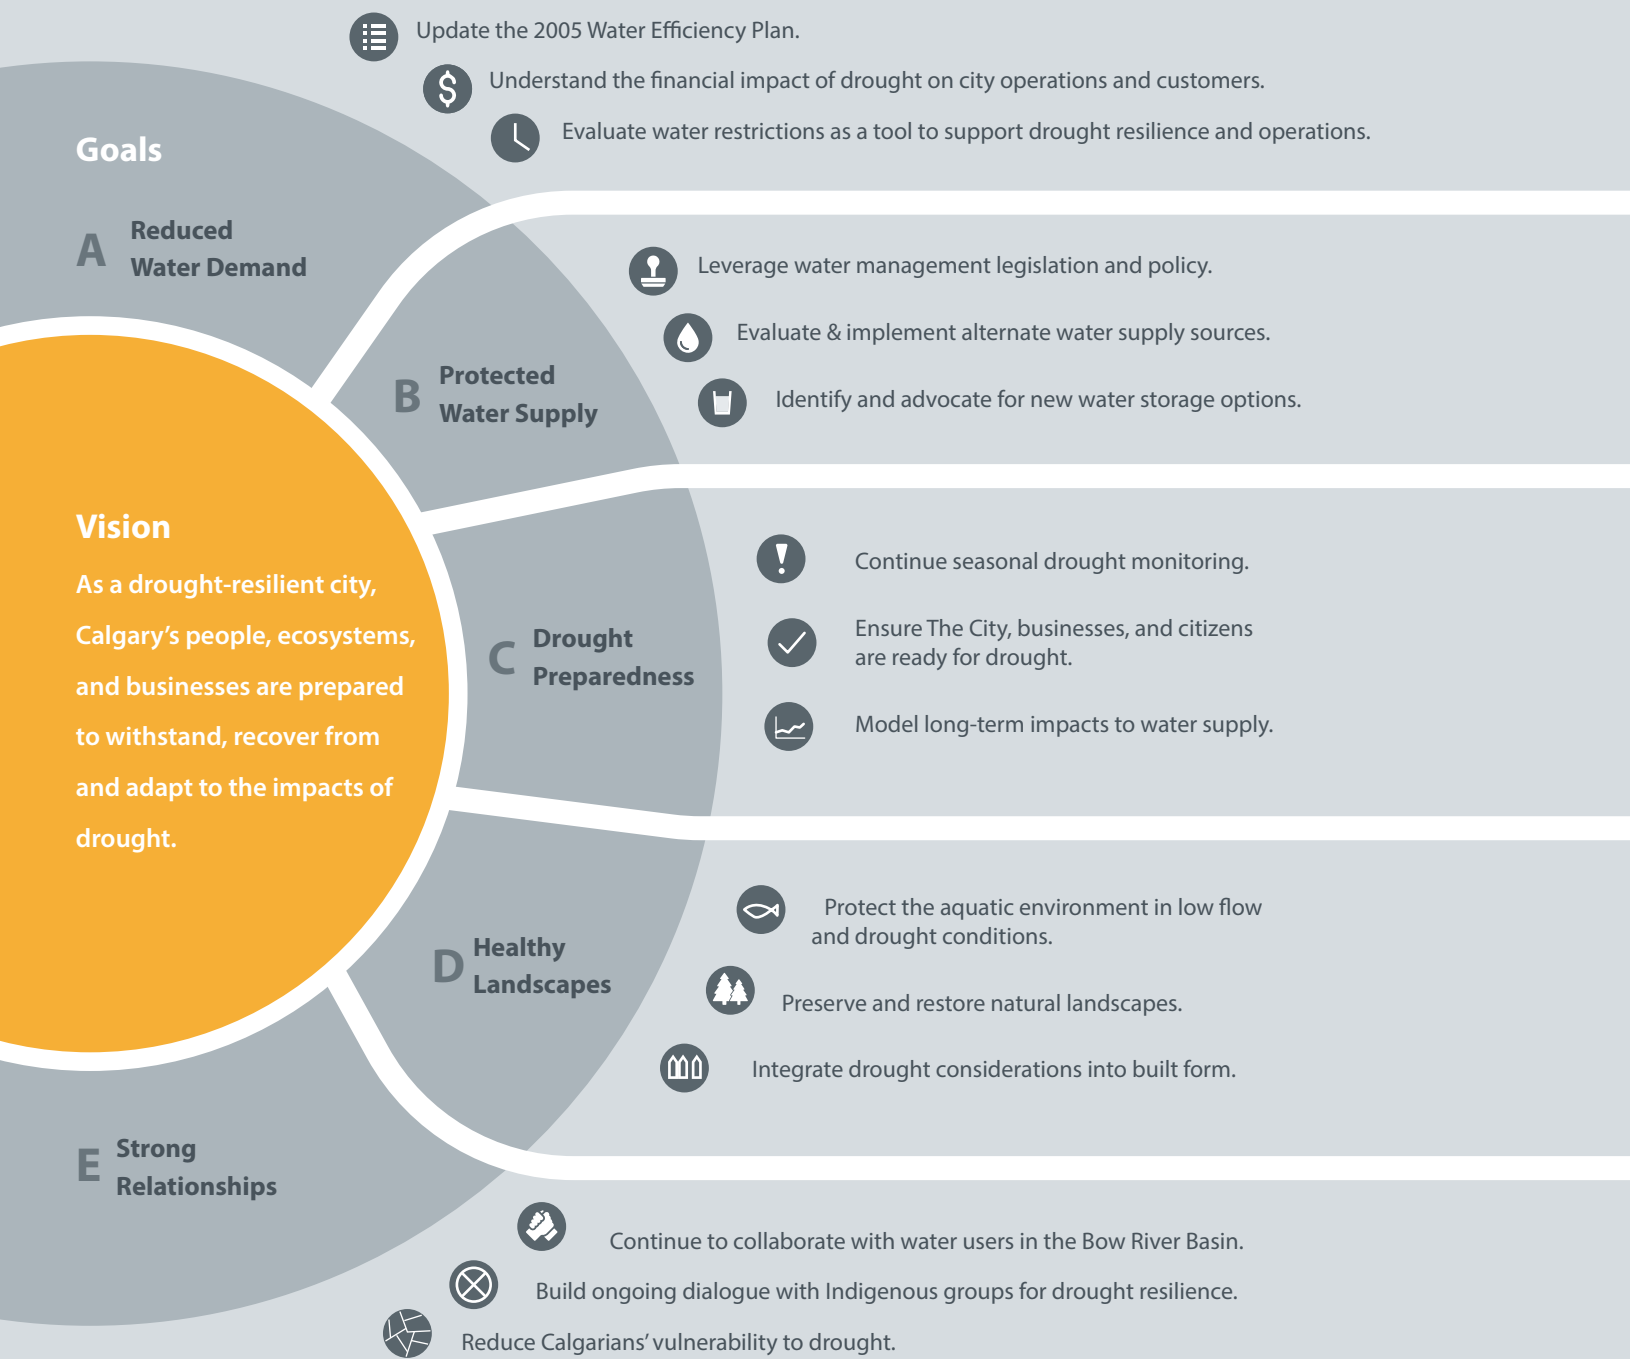 Update the 2005 Water Efficiency Plan.
Understand the financial impact of drought on city operations and customers.
Evaluate water restrictions as a tool to support drought resilience and operations.
Goals
A
Reduced
Water Demand
Leverage water management legislation and policy.
Evaluate & implement alternate water supply sources.
Identify and advocate for new water storage options.
B
Protected
Water Supply
Vision
As a drought-resilient city,
Calgary's people, ecosystems,
and businesses are prepared
to withstand, recover from
and adapt to the impacts of
drought.
C
Drought
Preparedness
Continue seasonal drought monitoring.
Ensure The City, businesses, and citizens
are ready for drought.
Model long-term impacts to water supply.
D
Healthy
Landscapes
Protect the aquatic environment in low flow
and drought conditions.
Preserve and restore natural landscapes.
Integrate drought considerations into built form.
E
Strong
Relationships
Continue to collaborate with water users in the Bow River Basin.
Build ongoing dialogue with Indigenous groups for drought resilience.
Reduce Calgarians' vulnerability to drought.